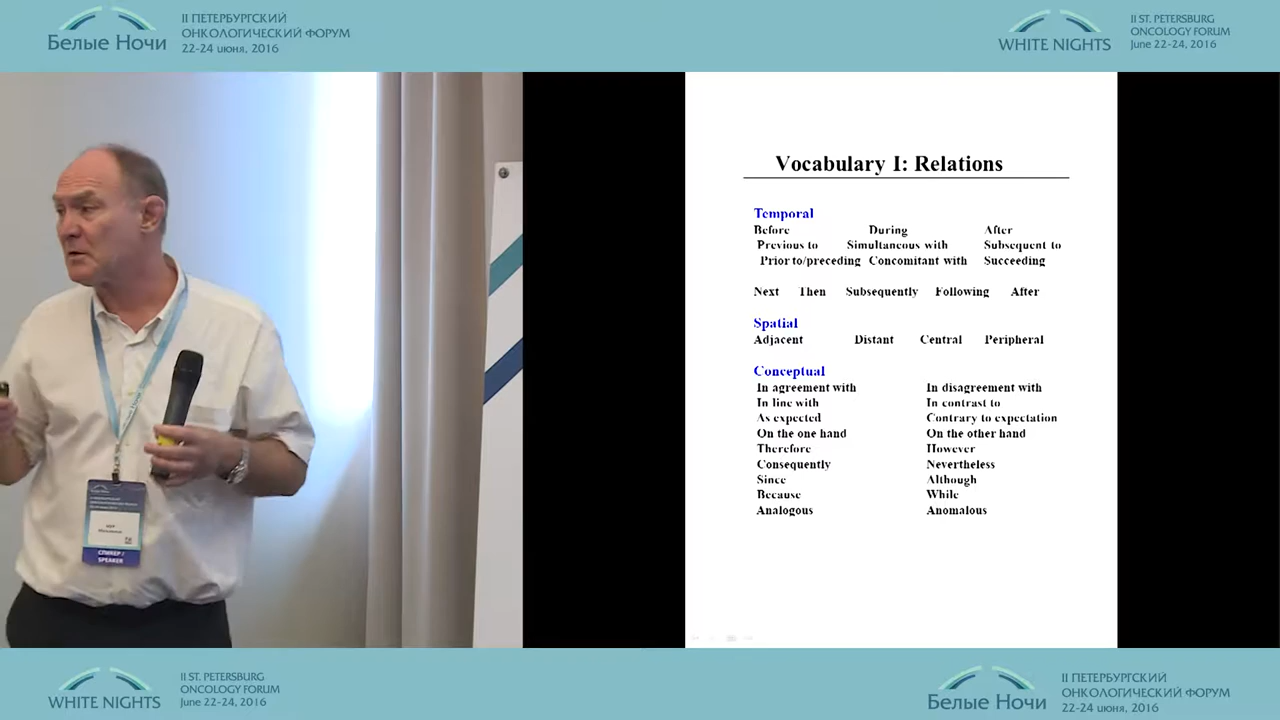 Белые Ночи
II ПЕТЕРБУРГСКИЙ
ОНКОЛОГИЧЕСКИЙ ФОРУМ
22-24 июня, 2016
WHITE NIGHTS
II ST. PETERSBURG
ONCOLOGY FORUM
June 22-24, 2016
СПИКЕР /
SPEAKER
Vocabulary I: Relations
Temporal
Before During After
Previous to Simultaneous with Subsequent to
Prior to/preceding Concomitant with Succeeding
Next Then Subsequently Following After
Spatial
Adjacent Distant Central Peripheral
Conceptual
In agreement with In disagreement with
In line with In contrast to
As expected Contrary to expectation
On the one hand On the other hand
Therefore However
Consequently Nevertheless
Since Although
Because While
Analogous Anomalous
WHITE NIGHTS
II ST. PETERSBURG
ONCOLOGY FORUM
June 22-24, 2016
Белые Ночи
II ПЕТЕРБУРГСКИЙ
ОНКОЛОГИЧЕСКИЙ ФОРУМ
22-24 июня, 2016